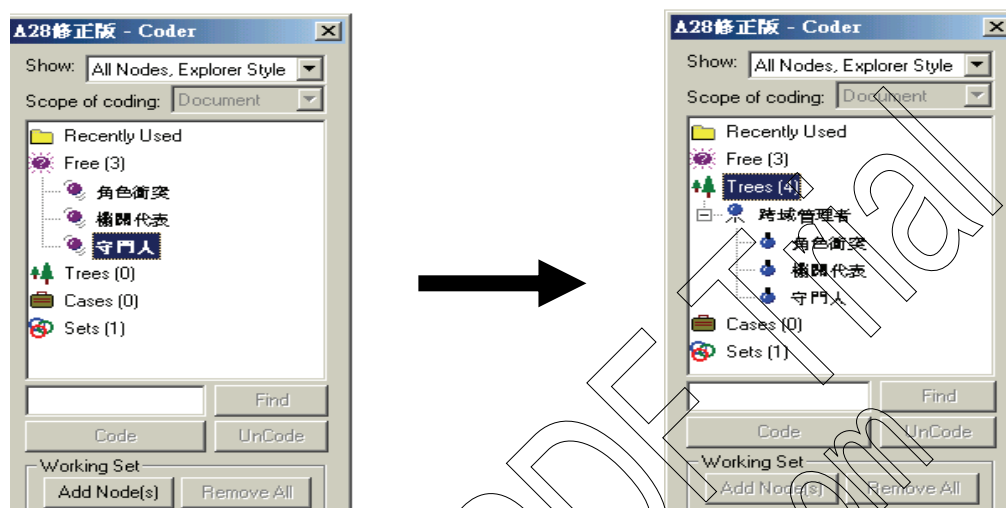 A28修正版 - Coder
Show: All Nodes, Explorer Style
Scope of coding: Document
Recently Used
Free (3)
角色衝突
機關代表
守門人
Trees (0)
Cases (0)
Sets (1)
Find
Code UnCode
Working Set
Add Node(s) Remove All
A28修正版 - Coder
Show: All Nodes, Explorer Style
Scope of coding: Document
Recently Used
Free (3)
Trees (4)
跨域管理者
角色衝突
機關代表
守門人
Cases (0)
Sets (1)
Find
Code UnCode
Working Set
Add Node(s) Remove All